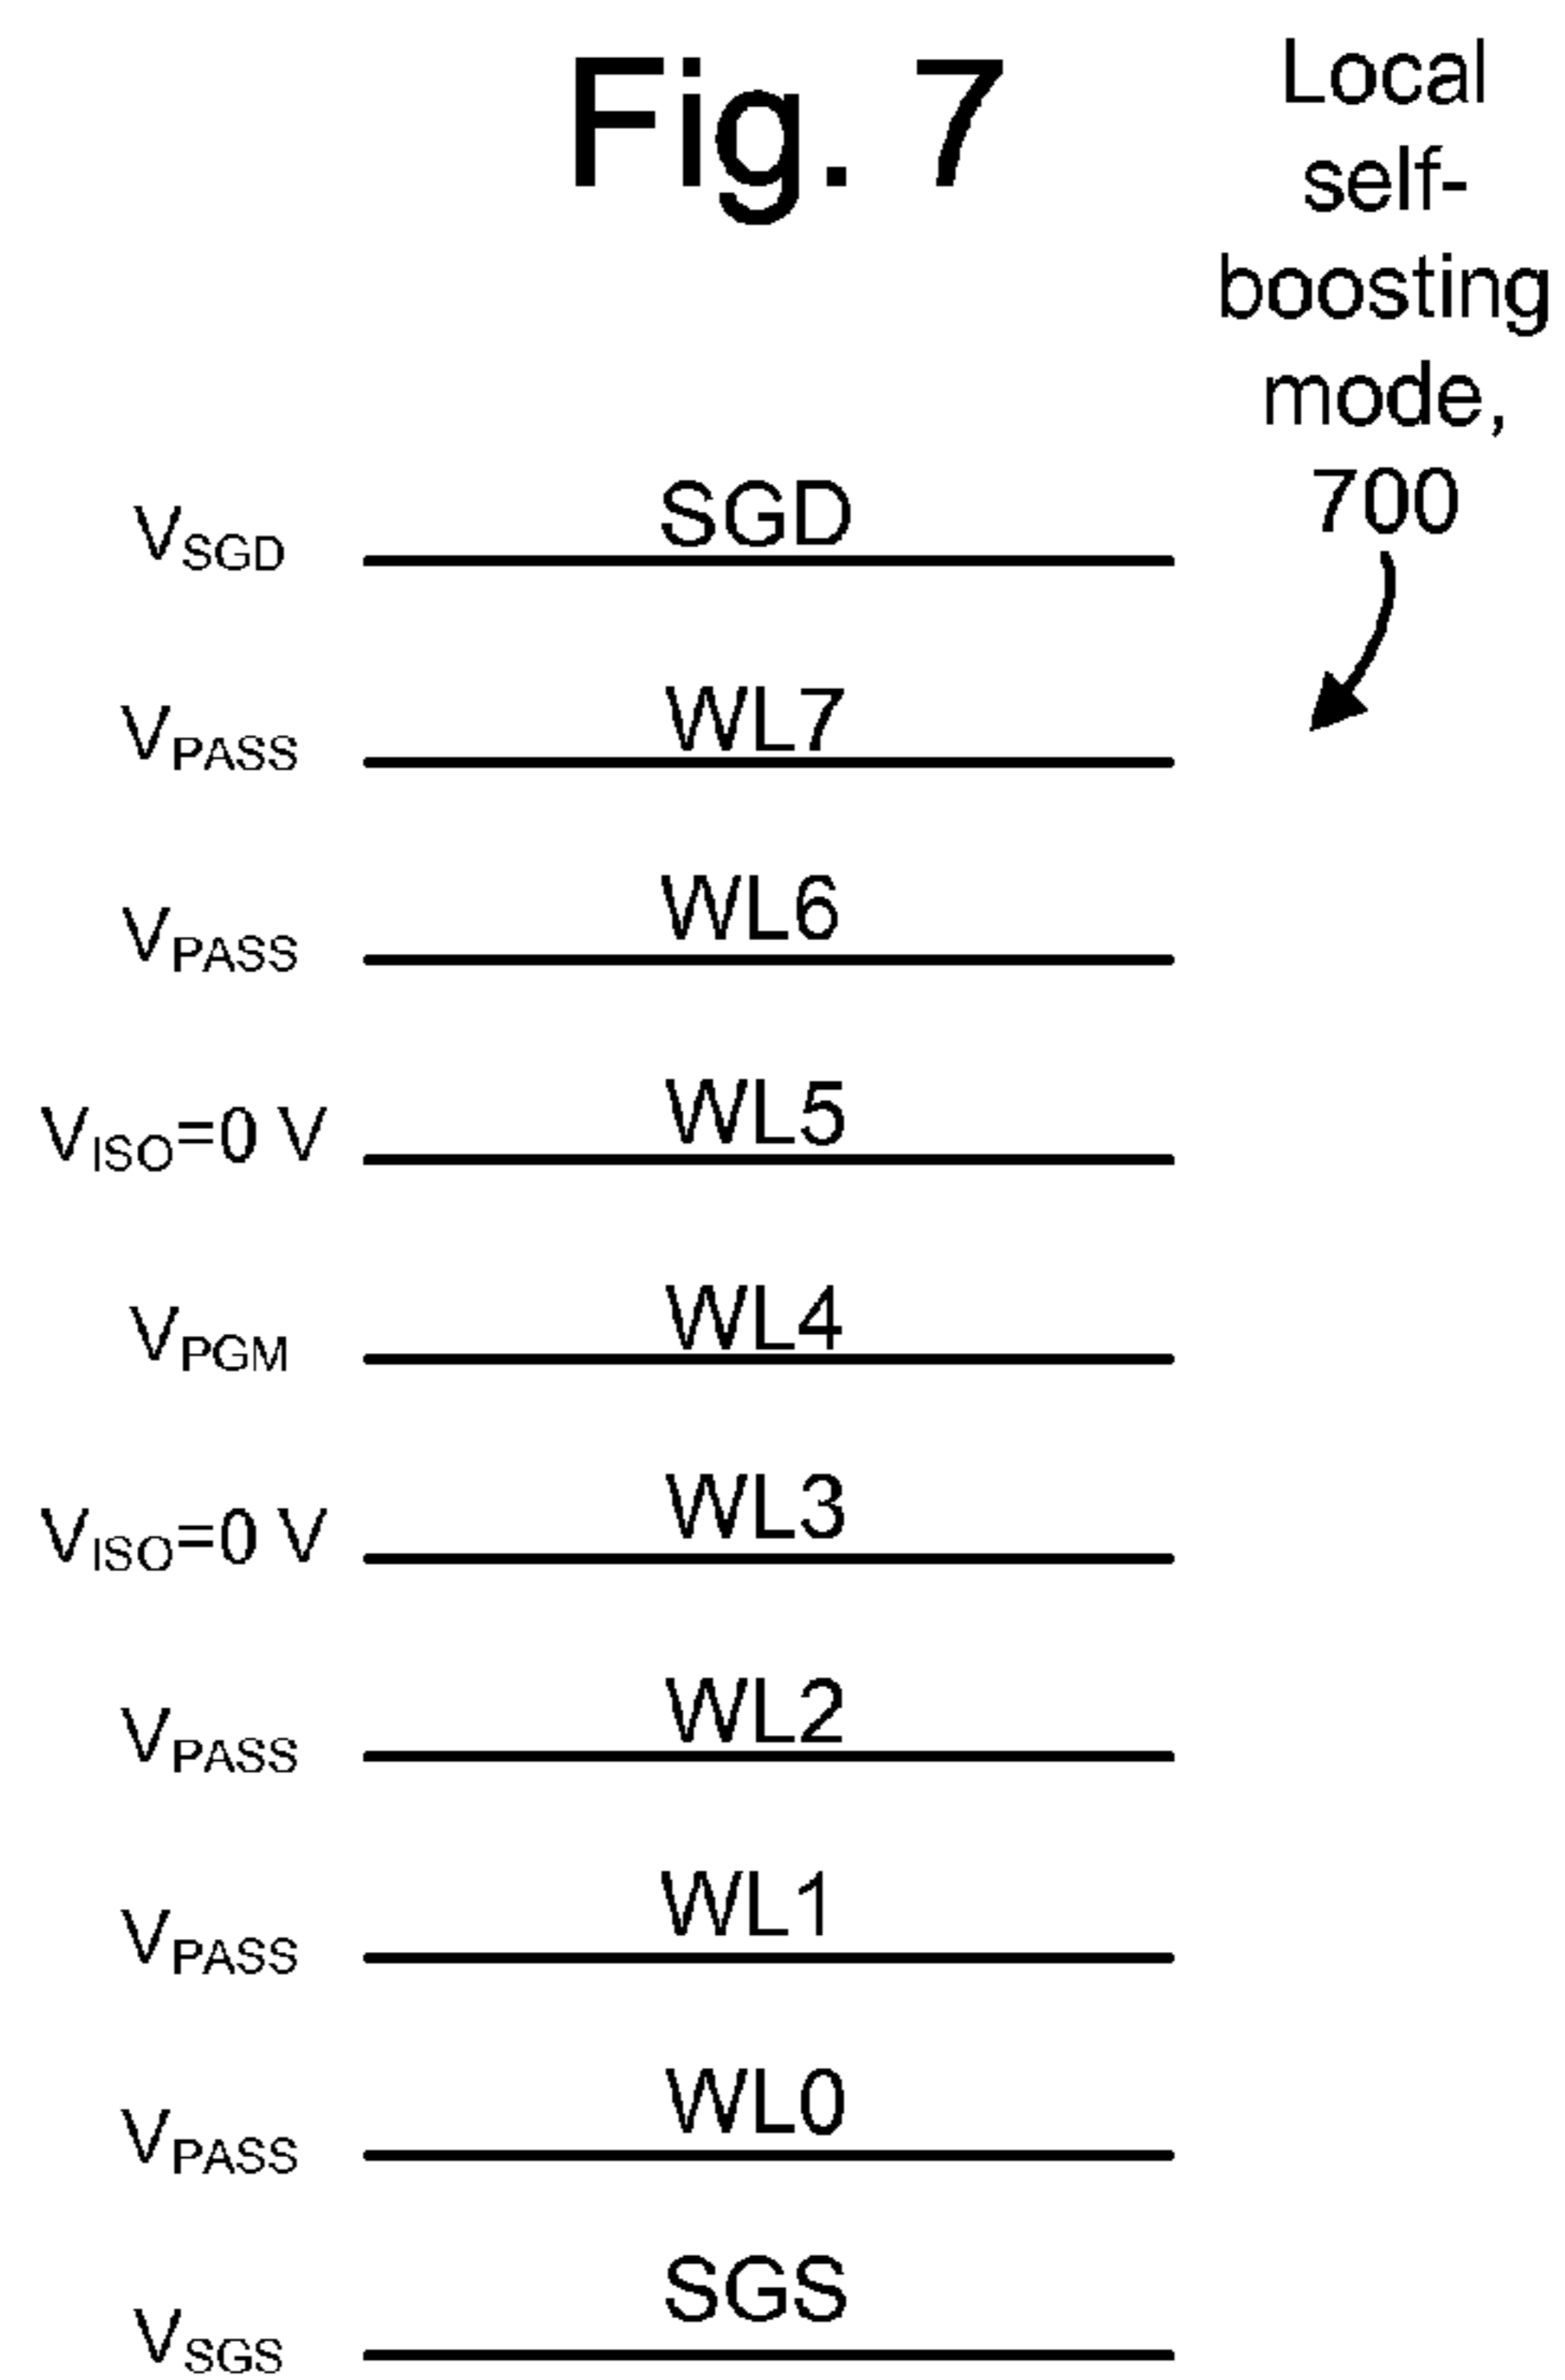 Fig. 7
Local
self-
boosting
mode,
700
VSGD SGD
VPASS WL7
VPASS WL6
VISO=0 V WL5
VPGM WL4
VISO=0 V WL3
VPASS WL2
VPASS WL1
VPASS WL0
VSGS SGS